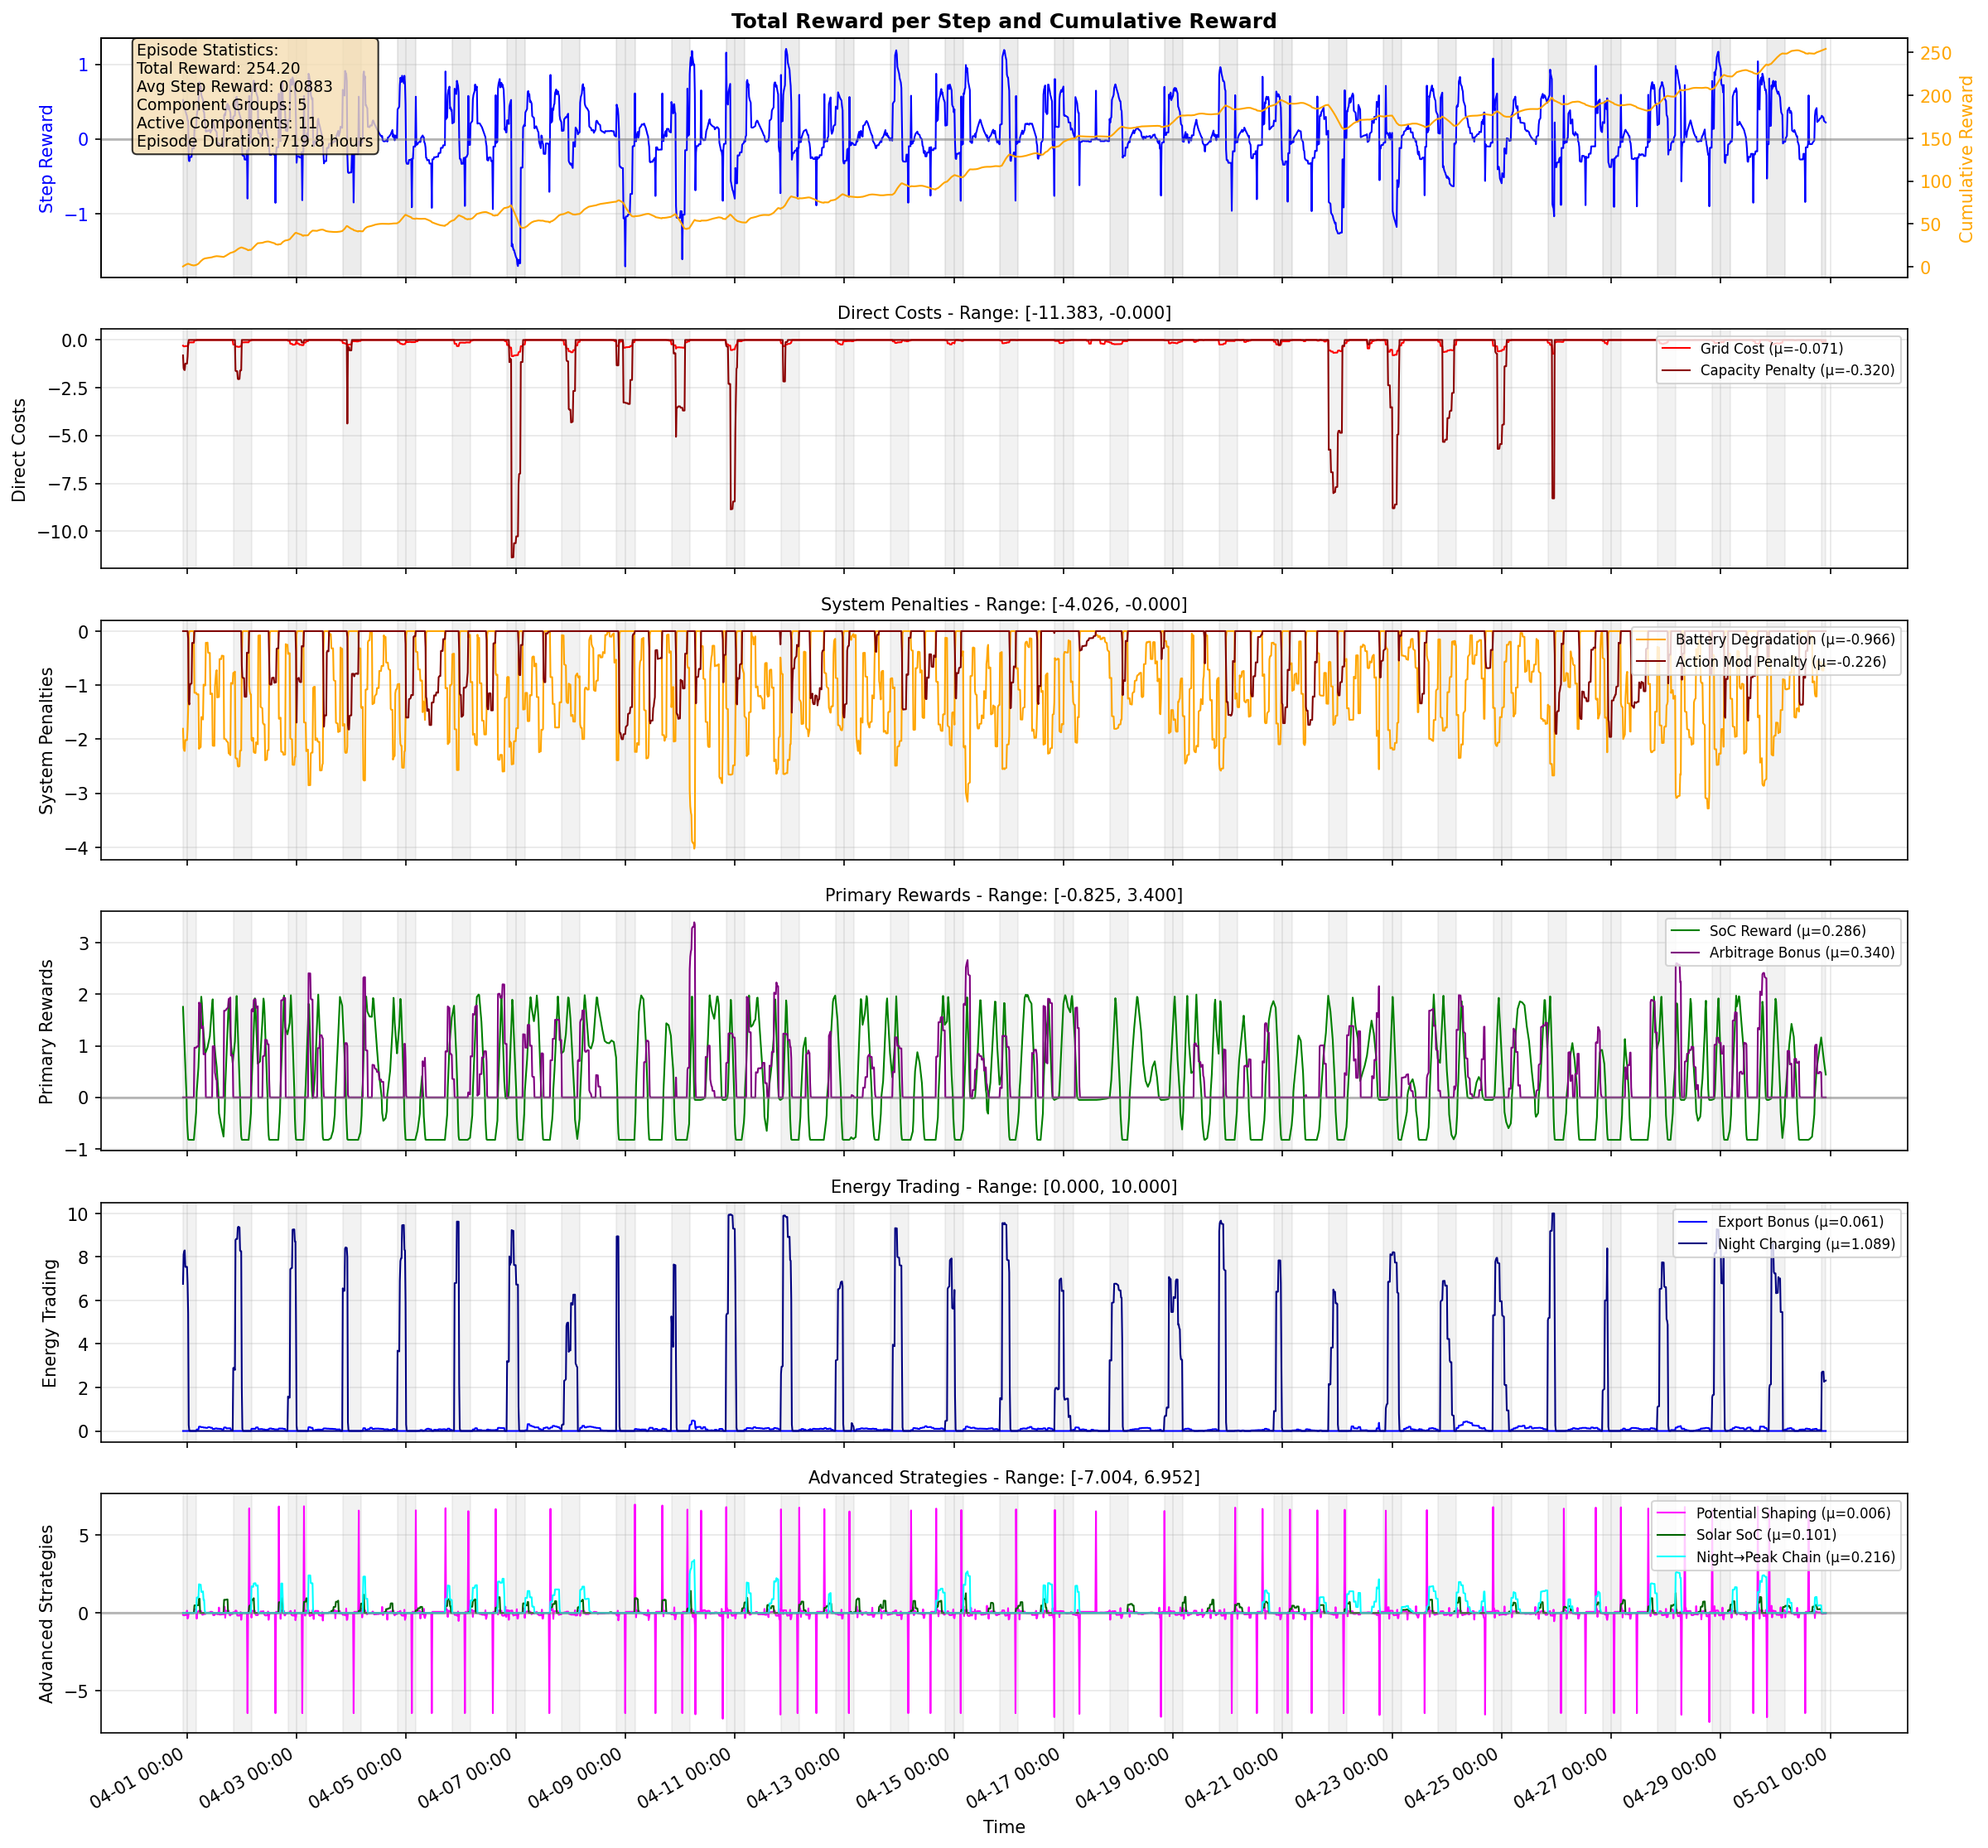 Total Reward per Step and Cumulative Reward
Episode Statistics:
Total Reward: 254.20
Avg Step Reward: 0.0883
Component Groups: 5
Active Components: 11
Episode Duration: 719.8 hours
Step Reward
1
0
−1
Cumulative Reward
250
200
150
100
50
0
Direct Costs - Range: [-11.383, -0.000]
Direct Costs
0.0
−2.5
−5.0
−7.5
−10.0
Grid Cost (μ=-0.071)
Capacity Penalty (μ=-0.320)
System Penalties - Range: [-4.026, -0.000]
System Penalties
0
−1
−2
−3
−4
Battery Degradation (μ=-0.966)
Action Mod Penalty (μ=-0.226)
Primary Rewards - Range: [-0.825, 3.400]
Primary Rewards
3
2
1
0
−1
SoC Reward (μ=0.286)
Arbitrage Bonus (μ=0.340)
Energy Trading - Range: [0.000, 10.000]
Energy Trading
10
8
6
4
2
0
Export Bonus (μ=0.061)
Night Charging (μ=1.089)
Advanced Strategies - Range: [-7.004, 6.952]
Advanced Strategies
5
0
−5
Potential Shaping (μ=0.006)
Solar SoC (μ=0.101)
Night→Peak Chain (μ=0.216)
04-01 00:00
04-03 00:00
04-05 00:00
04-07 00:00
04-09 00:00
04-11 00:00
04-13 00:00
04-15 00:00
04-17 00:00
04-19 00:00
04-21 00:00
04-23 00:00
04-25 00:00
04-27 00:00
04-29 00:00
05-01 00:00
Time